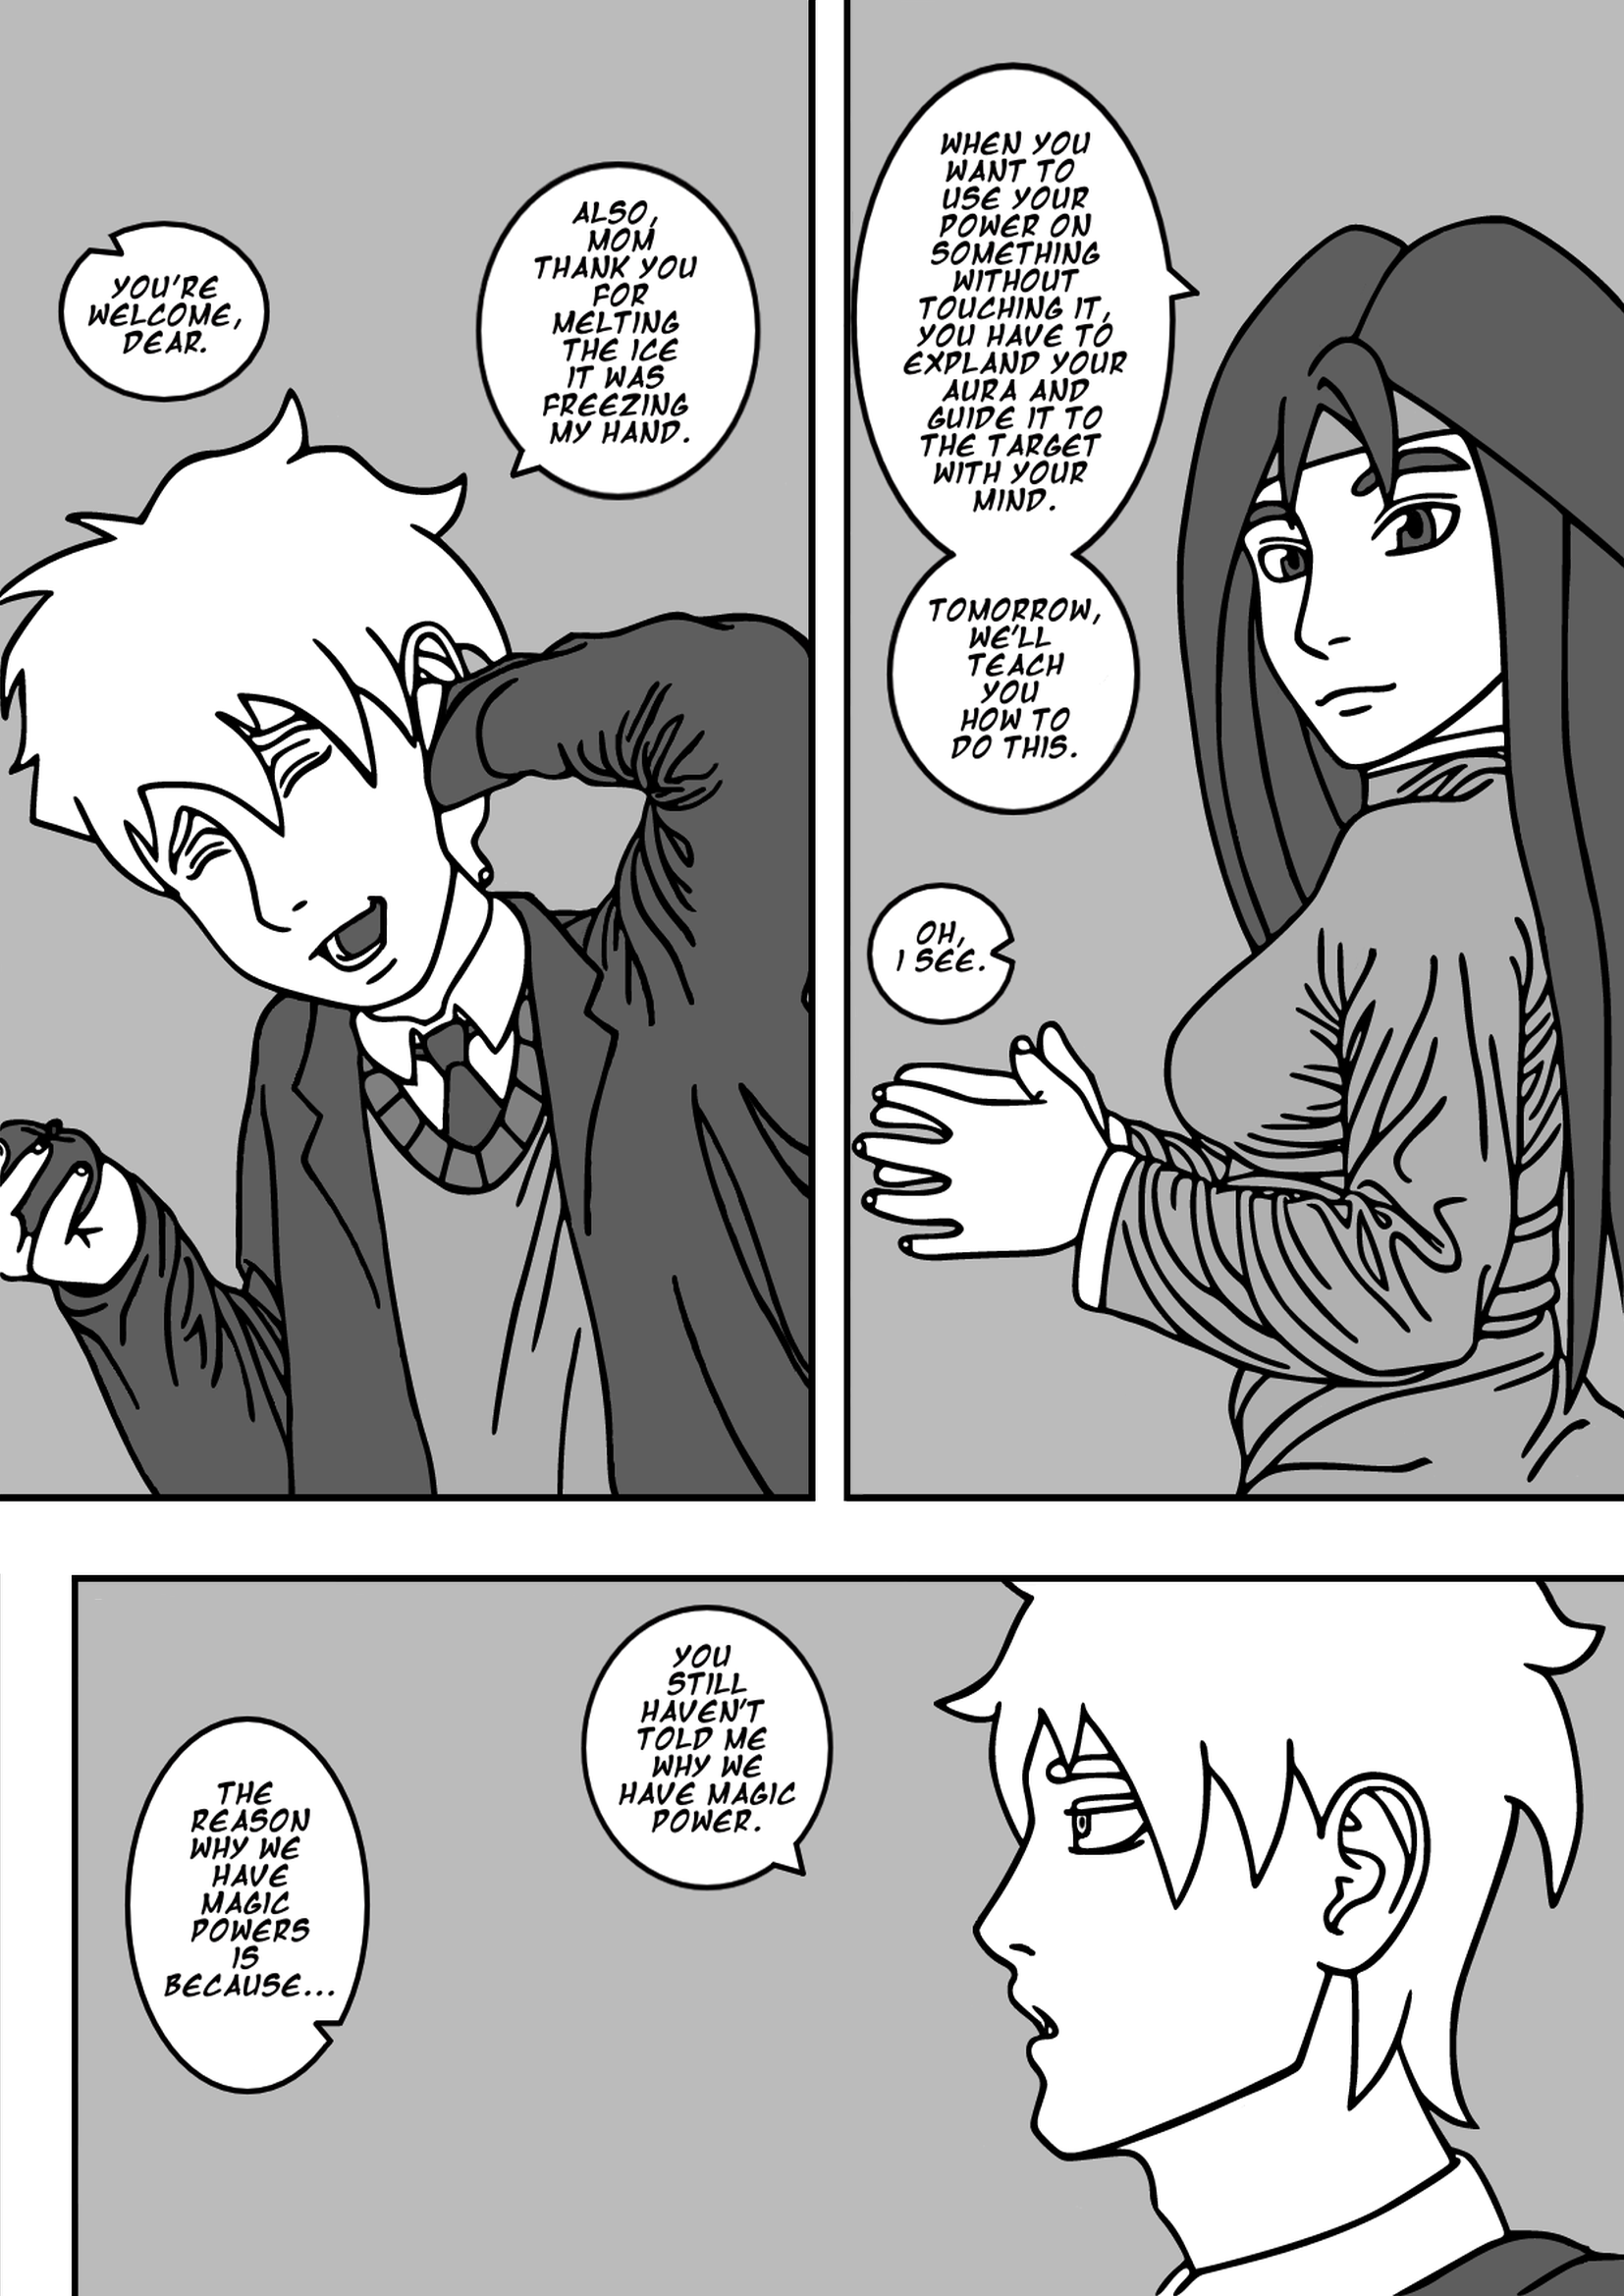 WHEN YOU
WANT TO
USE YOUR
POWER ON
SOMETHING
WITHOUT
TOUCHING IT,
YOU HAVE TO
EXPLAND YOUR
AURA AND
GUIDE IT TO
THE TARGET
WITH YOUR
MIND.
TOMORROW,
WE'LL
TEACH
YOU
HOW TO
DO THIS.
OH,
I SEE.
ALSO,
MOM
THANK YOU
FOR
MELTING
THE ICE
IT WAS
FREEZING
MY HAND.
YOU'RE
WELCOME,
DEAR.
YOU
STILL
HAVEN'T
TOLD ME
WHY WE
HAVE MAGIC
POWER.
THE
REASON
WHY WE
HAVE
MAGIC
POWERS
IS
BECAUSE...